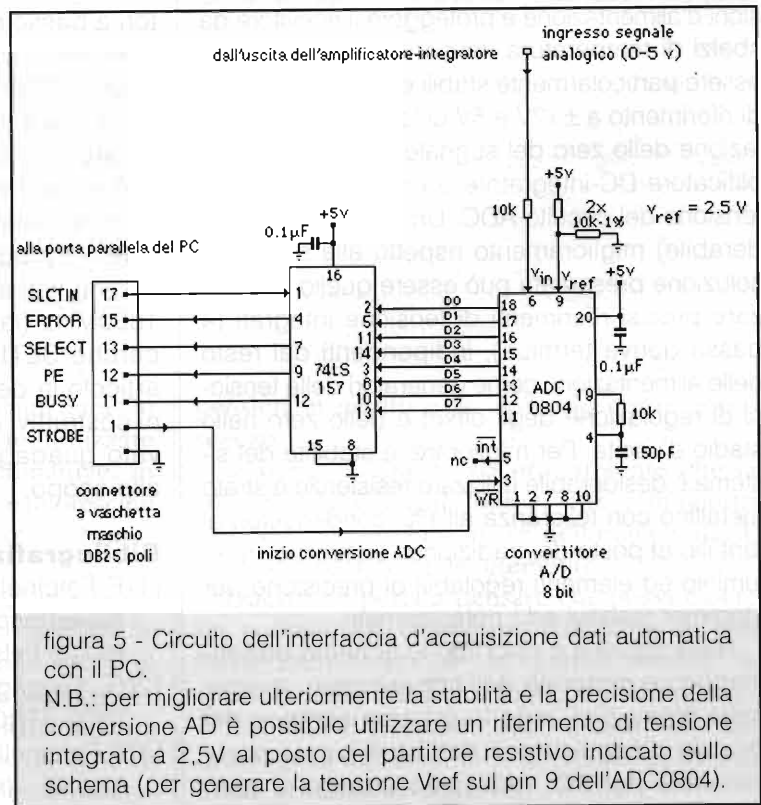 ingresso segnale
dall'uscita dell'amplificatore-integratore
analogico (0-5 v)
+5v
10k
2x
10k-1%
V ref = 2.5 V
0.1µF
+5v
alla porta parallela del PC
16
Vin
Vref
+5v
6
9
SLCTIN
17
1
ERROR
15
4
SELECT
13
7
PE
12
9
BUSY
11
12
STROBE
1
74LS
157
2
5
11
14
3
6
10
13
D0
D1
D2
D3
D4
D5
D6
D7
18
17
16
15
14
13
12
11
ADC
0804
20
0.1µF
19
10k
4
150pF
15
8
int
nc
5
3
WR
1 2 7 8 10
connettore
a vaschetta
maschio
DB25 poli
inizio conversione ADC
convertitore
A/D
8 bit
figura 5 - Circuito dell'interfaccia d'acquisizione dati automatica
con il PC.
N.B.: per migliorare ulteriormente la stabilità e la precisione della
conversione AD è possibile utilizzare un riferimento di tensione
integrato a 2,5V al posto del partitore resistivo indicato sullo
schema (per generare la tensione Vref sul pin 9 dell'ADC0804).